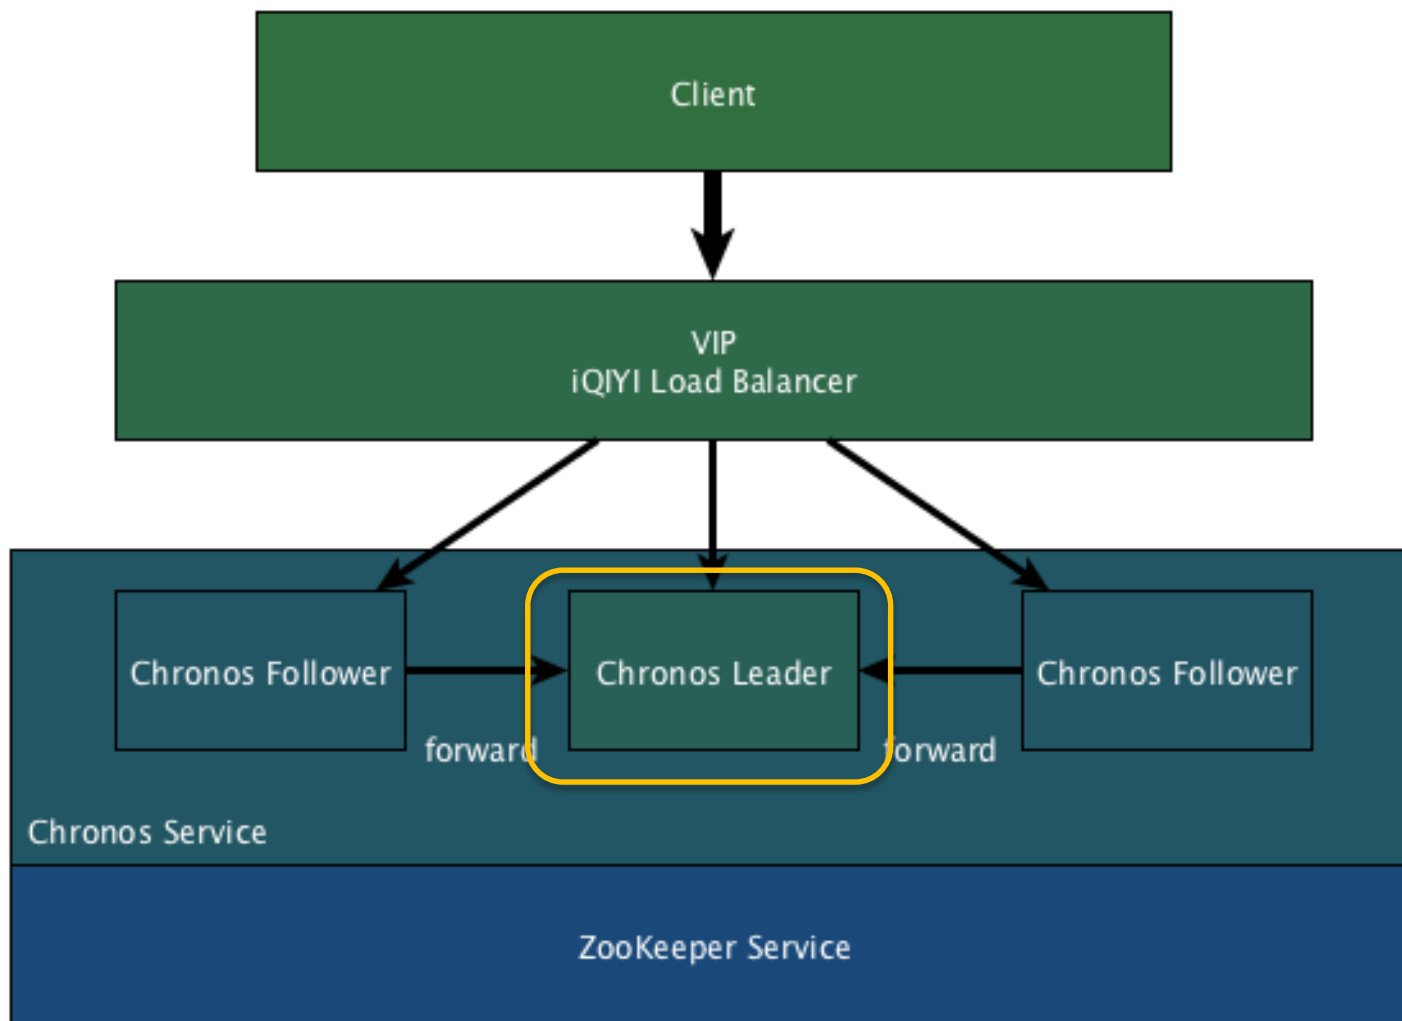 Client
VIP
iQIYI Load Balancer
Chronos Follower
Chronos Leader
Chronos Follower
forward
forward
Chronos Service
ZooKeeper Service